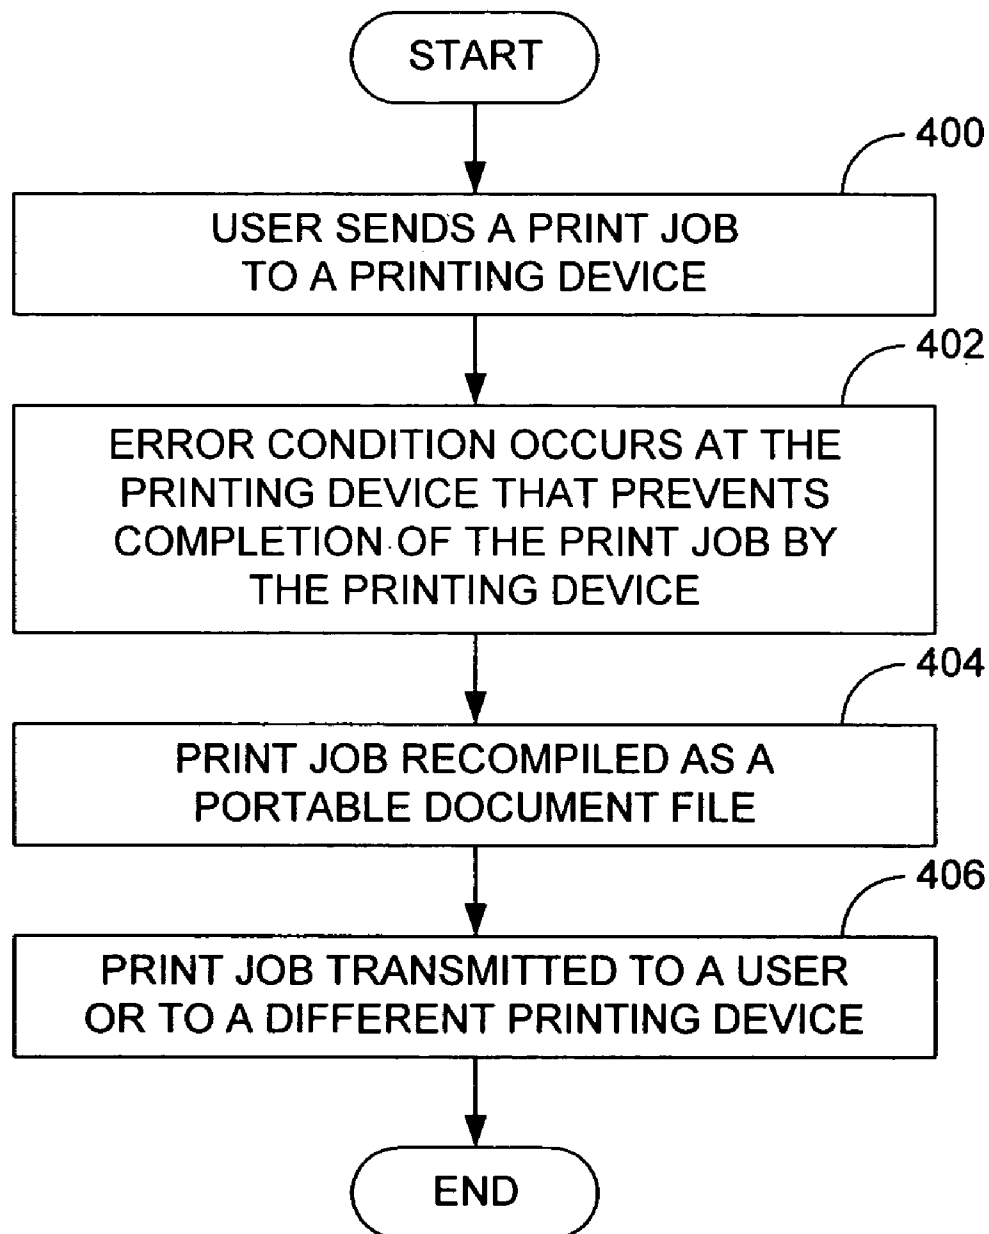 START
400
USER SENDS A PRINT JOB
TO A PRINTING DEVICE
402
ERROR CONDITION OCCURS AT THE
PRINTING DEVICE THAT PREVENTS
COMPLETION OF THE PRINT JOB BY
THE PRINTING DEVICE
404
PRINT JOB RECOMPILED AS A
PORTABLE DOCUMENT FILE
406
PRINT JOB TRANSMITTED TO A USER
OR TO A DIFFERENT PRINTING DEVICE
END